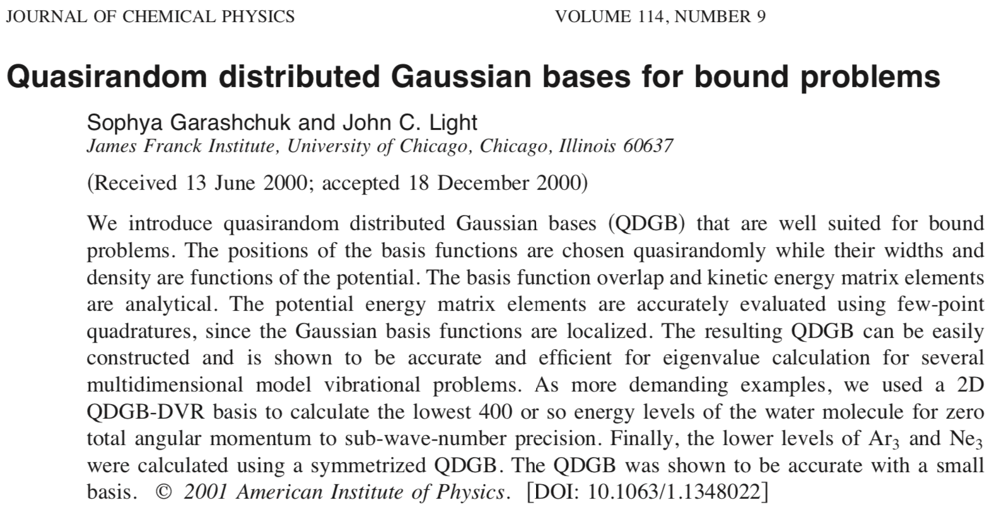 JOURNAL OF CHEMICAL PHYSICS VOLUME 114, NUMBER 9
Quasirandom distributed Gaussian bases for bound problems
Sophya Garashchuk and John C. Light
James Franck Institute, University of Chicago, Chicago, Illinois 60637
(Received 13 June 2000; accepted 18 December 2000)
We introduce quasirandom distributed Gaussian bases (QDGB) that are well suited for bound
problems. The positions of the basis functions are chosen quasirandomly while their widths and
density are functions of the potential. The basis function overlap and kinetic energy matrix elements
are analytical. The potential energy matrix elements are accurately evaluated using few-point
quadratures, since the Gaussian basis functions are localized. The resulting QDGB can be easily
constructed and is shown to be accurate and efficient for eigenvalue calculation for several
multidimensional model vibrational problems. As more demanding examples, we used a 2D
QDGB-DVR basis to calculate the lowest 400 or so energy levels of the water molecule for zero
total angular momentum to sub-wave-number precision. Finally, the lower levels of Ar₃ and Ne₃
were calculated using a symmetrized QDGB. The QDGB was shown to be accurate with a small
basis. © 2001 American Institute of Physics. [DOI: 10.1063/1.1348022]